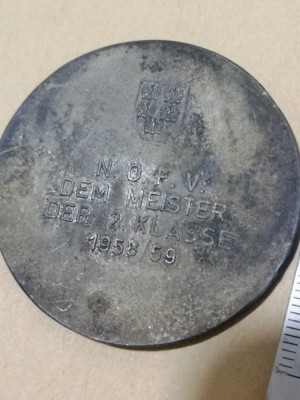 N. Ö. F. V.
DEM MEISTER
DER 2. KLASSE
1958/59